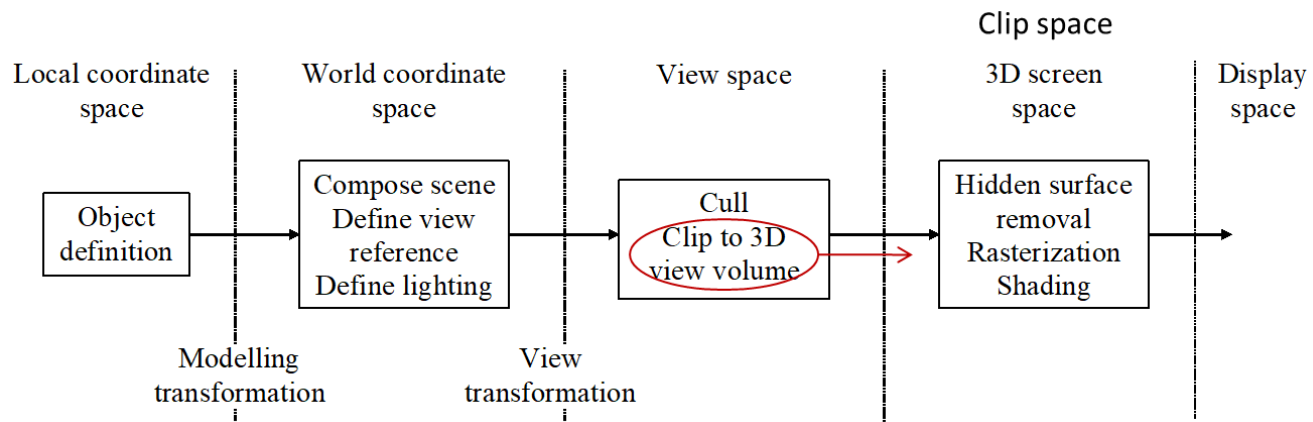 Clip space
Local coordinate
space
World coordinate
space
View space
3D screen
space
Display
space
Object
definition
Compose scene
Define view
reference
Define lighting
Cull
Clip to 3D
view volume
Hidden surface
removal
Rasterization
Shading
Modelling
transformation
View
transformation